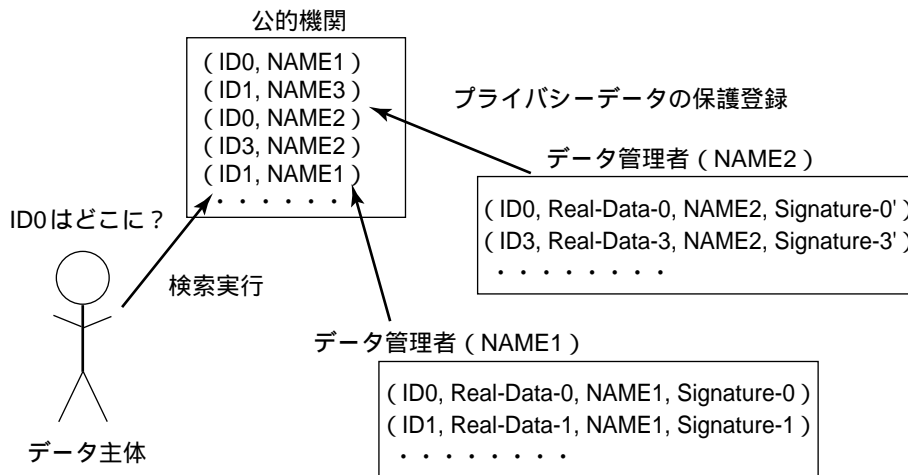 公的機関
( ID0, NAME1 )
( ID1, NAME3 )
( ID0, NAME2 )
( ID3, NAME2 )
( ID1, NAME1 )
・・・・・・
プライバシーデータの保護登録
データ管理者 ( NAME2 )
( ID0, Real-Data-0, NAME2, Signature-0' )
( ID3, Real-Data-3, NAME2, Signature-3' )
・・・・・・・・
ID0はどこに？
検索実行
データ主体
データ管理者 ( NAME1 )
( ID0, Real-Data-0, NAME1, Signature-0 )
( ID1, Real-Data-1, NAME1, Signature-1 )
・・・・・・・・